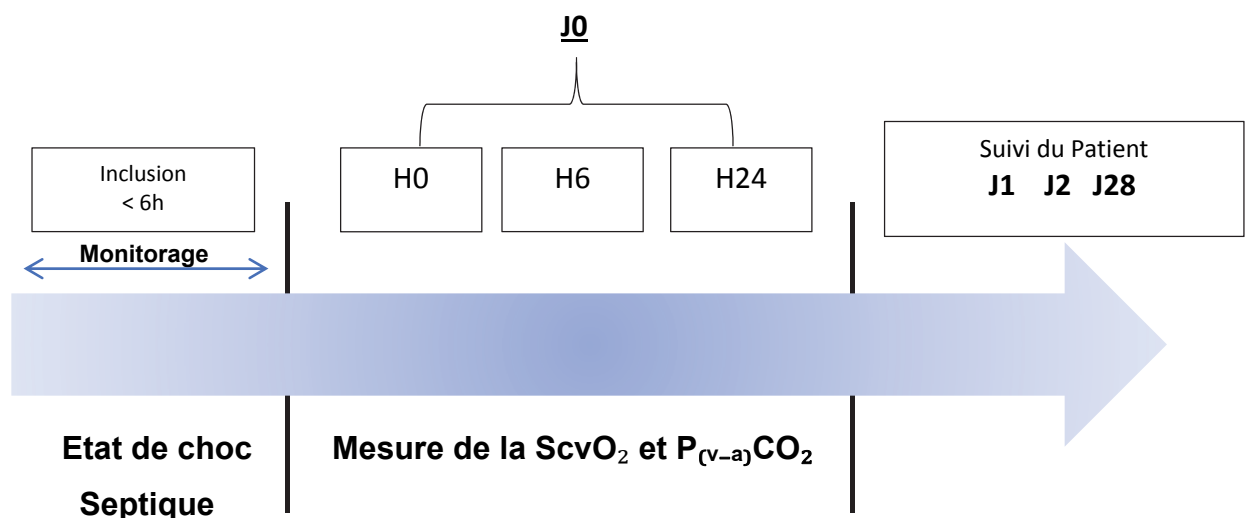 J0
Inclusion
< 6h
H0
H6
H24
Suivi du Patient
J1 J2 J28
Monitorage
Etat de choc
Septique
Mesure de la ScvO₂ et P₍ᵥ₋ₐ₎CO₂